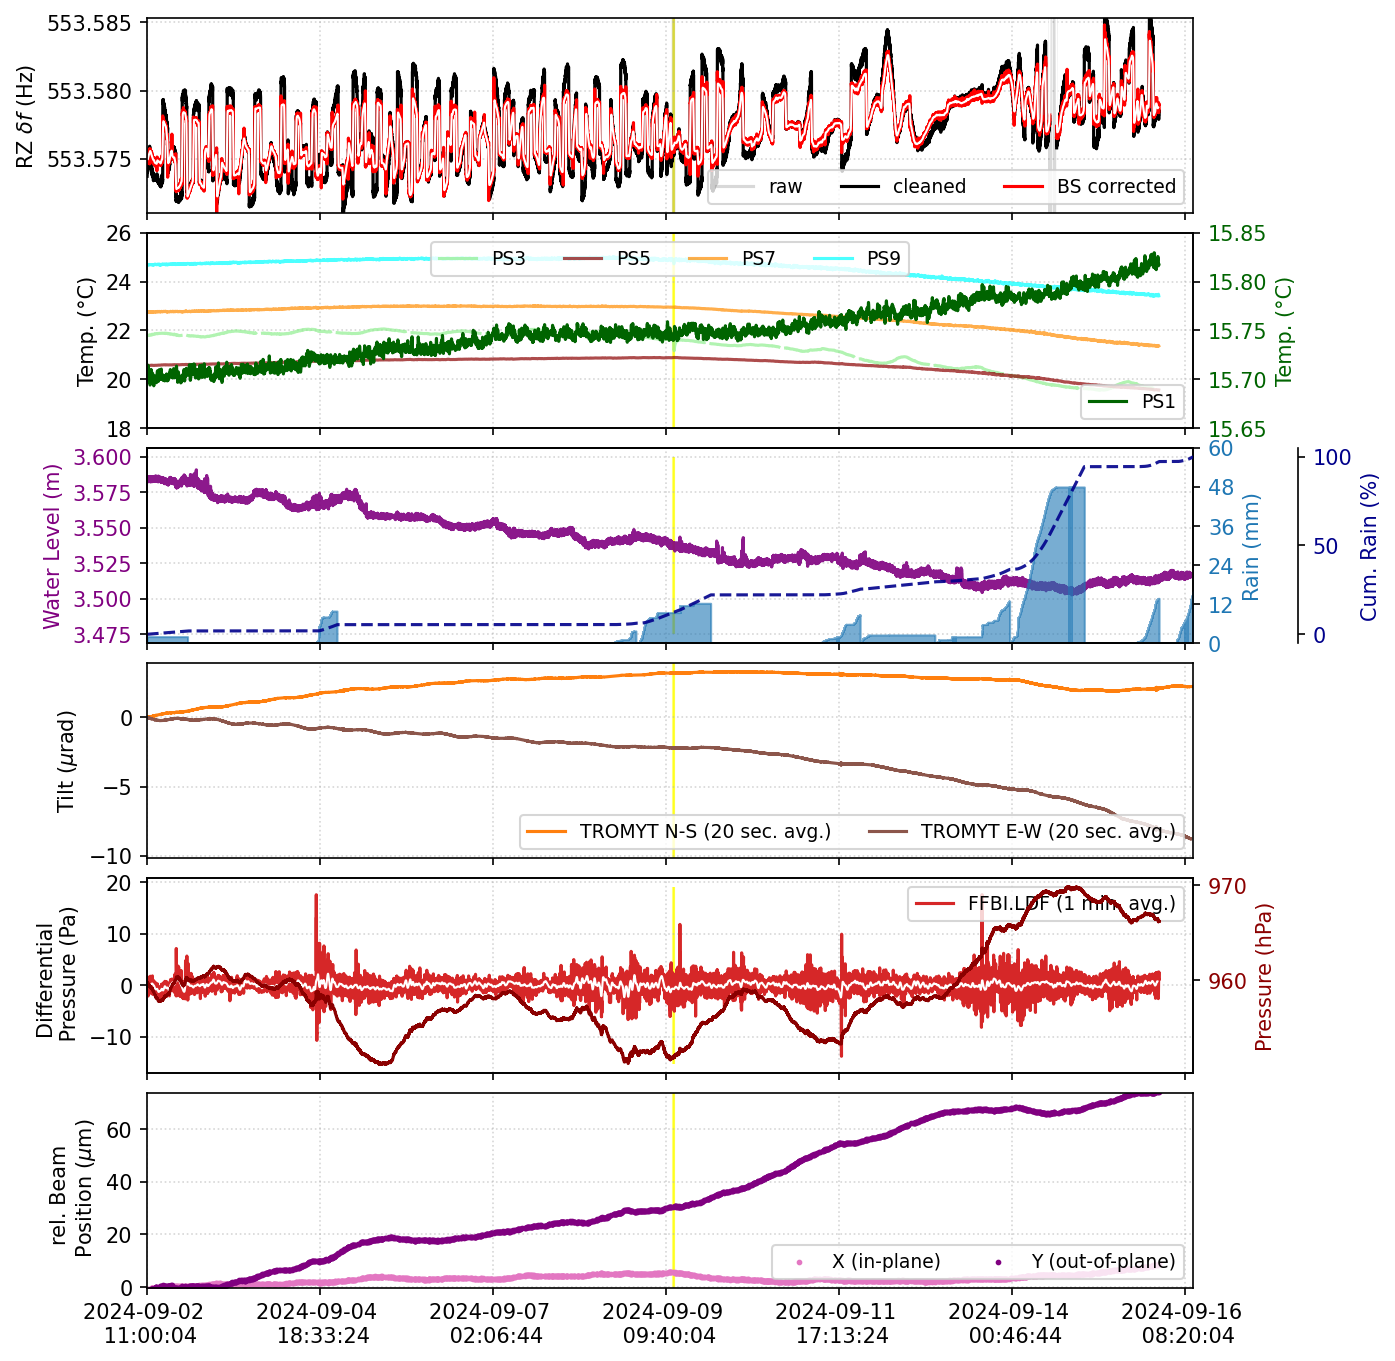 553.585
553.580
553.575
RZ δf (Hz)
raw
cleaned
BS corrected
26
24
22
20
18
Temp. (°C)
PS3
PS5
PS7
PS9
PS1
15.85
15.80
15.75
15.70
15.65
Temp. (°C)
3.600
3.575
3.550
3.525
3.500
3.475
Water Level (m)
60
48
36
24
12
0
Rain (mm)
100
50
0
Cum. Rain (%)
0
−5
−10
Tilt (μrad)
TROMYT N-S (20 sec. avg.)
TROMYT E-W (20 sec. avg.)
20
10
0
−10
Differential
Pressure (Pa)
FFBI.LDF (1 min. avg.)
970
960
Pressure (hPa)
60
40
20
0
rel. Beam
Position (μm)
X (in-plane)
Y (out-of-plane)
2024-09-02
11:00:04
2024-09-04
18:33:24
2024-09-07
02:06:44
2024-09-09
09:40:04
2024-09-11
17:13:24
2024-09-14
00:46:44
2024-09-16
08:20:04